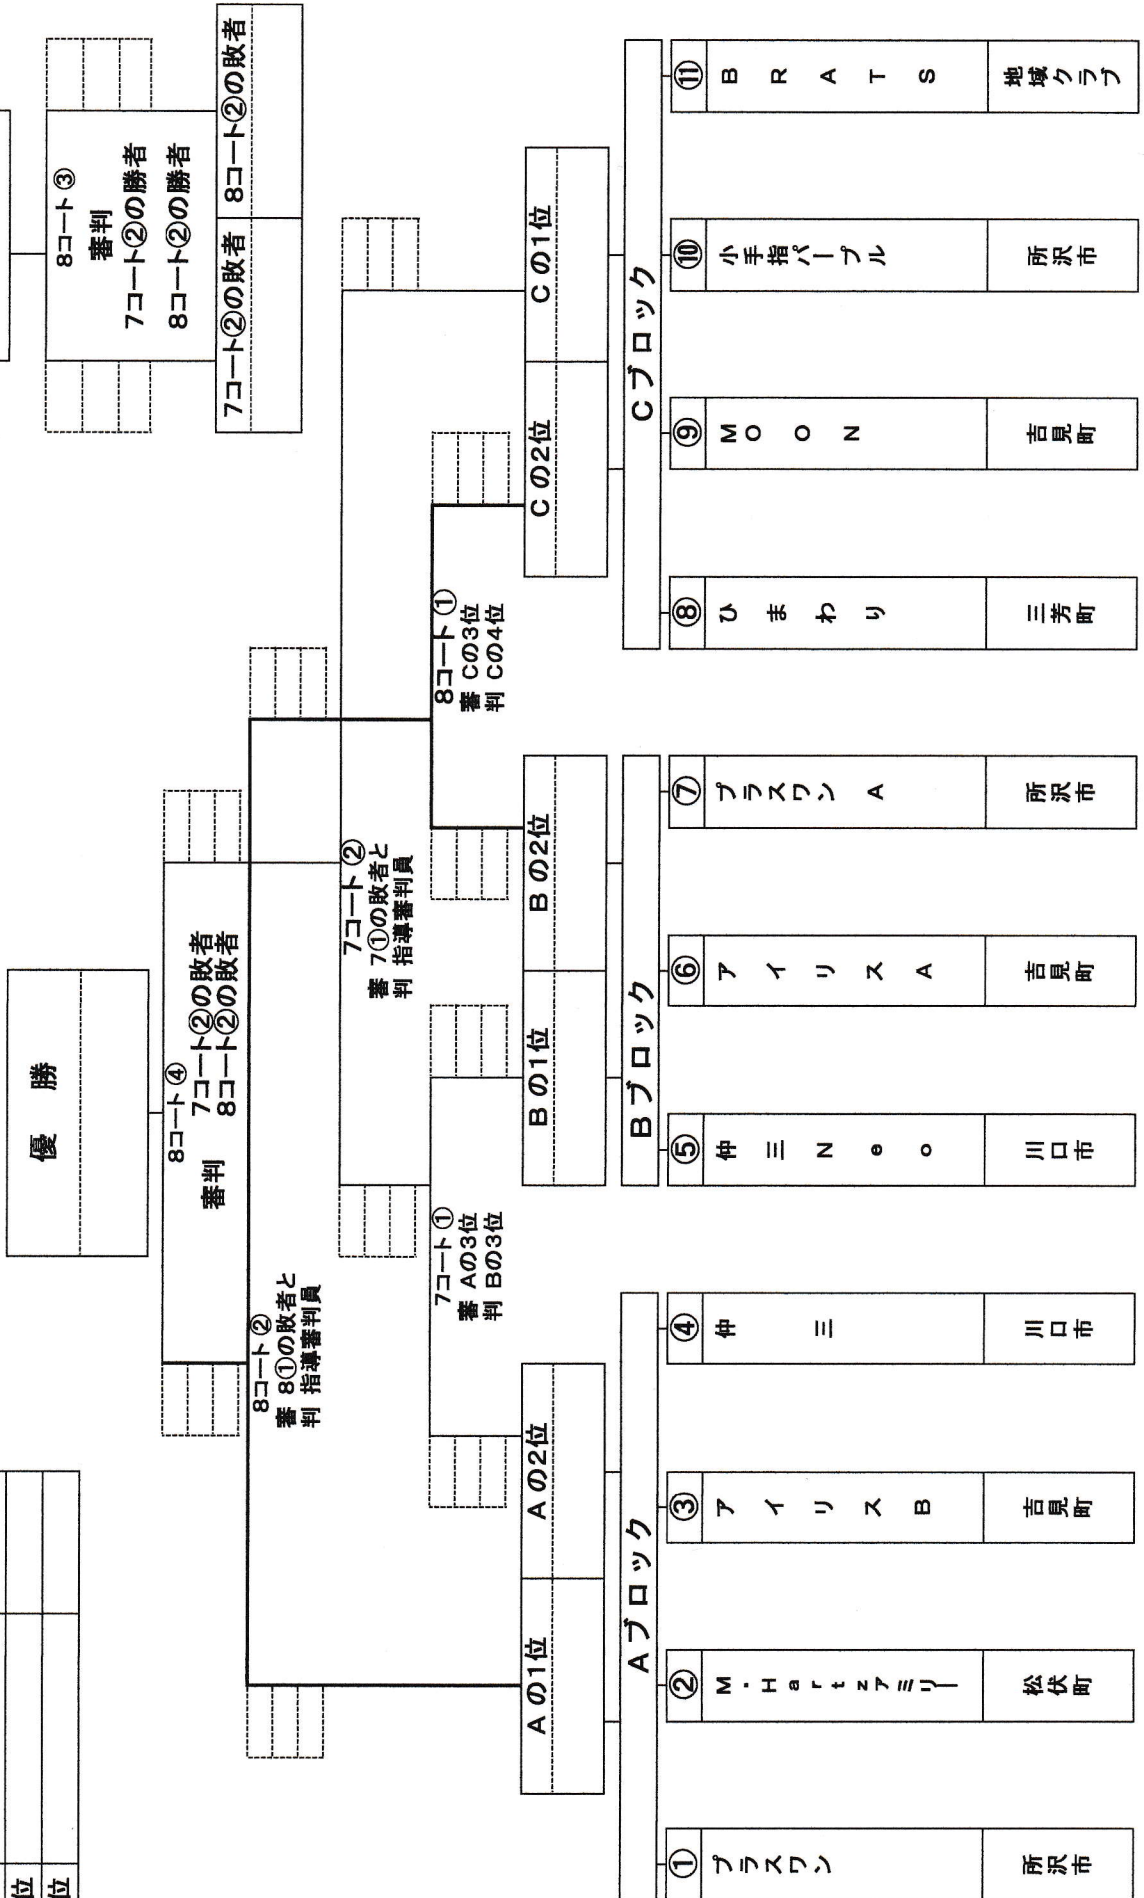 優勝
8コート④
審判
7コート②の敗者
8コート②の敗者
8コート②
審判 8①の敗者と
指導審判員
7コート②
審判 7①の敗者と
指導審判員
7コート①
審判 Aの3位
Bの3位
8コート①
審判 Cの3位
Cの4位
8コート③
審判
7コート②の勝者
8コート②の勝者
7コート②の敗者
8コート②の敗者
位
位
Aの1位
Aの2位
Bの1位
Bの2位
Cの2位
Cの1位
Aブロック
Bブロック
Cブロック
① プラスワン 所沢市
② M・Hartzアミリー 松伏町
③ アイリスB 吉見町
④ 仲三 川口市
⑤ 仲三Neo 川口市
⑥ アイリスA 吉見町
⑦ プラスワンA 所沢市
⑧ ひまわり 三芳町
⑨ MOON 吉見町
⑩ 小手指パープル 所沢市
⑪ BRATS 地域クラブ